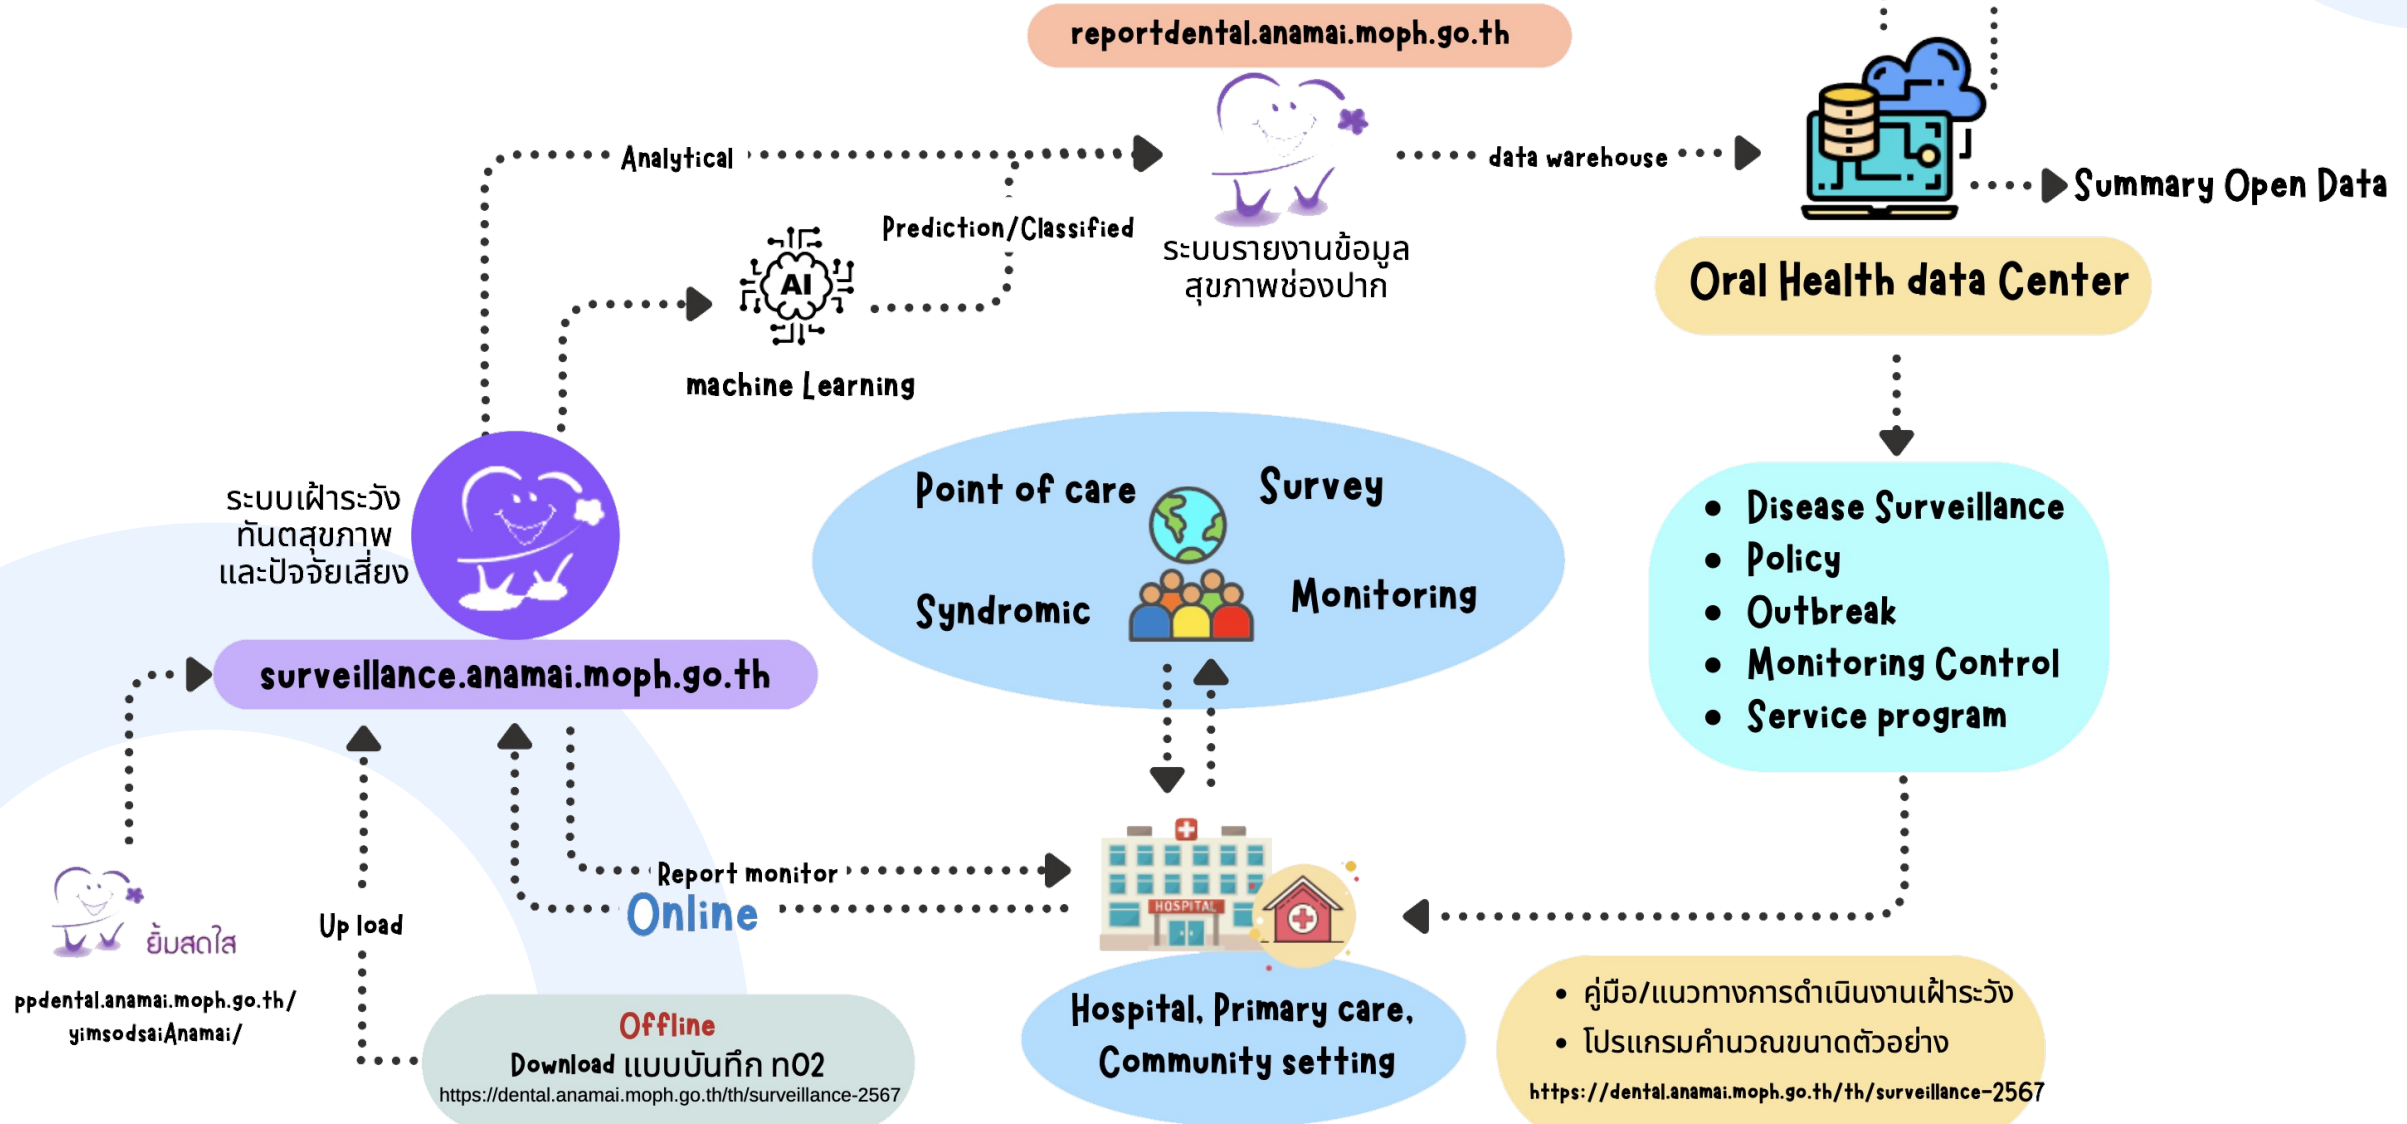 reportdental.anamai.moph.go.th
Analytical
data warehouse
Summary Open Data
Prediction/Classified
AI
machine Learning
ระบบรายงานข้อมูล
สุขภาพช่องปาก
Oral Health data Center
ระบบเฝ้าระวัง
ทันตสุขภาพ
และปัจจัยเสี่ยง
surveillance.anamai.moph.go.th
Point of care
Survey
Syndromic
Monitoring
• Disease Surveillance
• Policy
• Outbreak
• Monitoring Control
• Service program
Report monitor
Online
HOSPITAL
Up load
ยิ้มสดใส
ppdental.anamai.moph.go.th/
yimsodsaiAnamai/
Offline
Download แบบบันทึก ท02
https://dental.anamai.moph.go.th/th/surveillance-2567
Hospital, Primary care,
Community setting
• คู่มือ/แนวทางการดำเนินงานเฝ้าระวัง
• โปรแกรมคำนวณขนาดตัวอย่าง
https://dental.anamai.moph.go.th/th/surveillance-2567